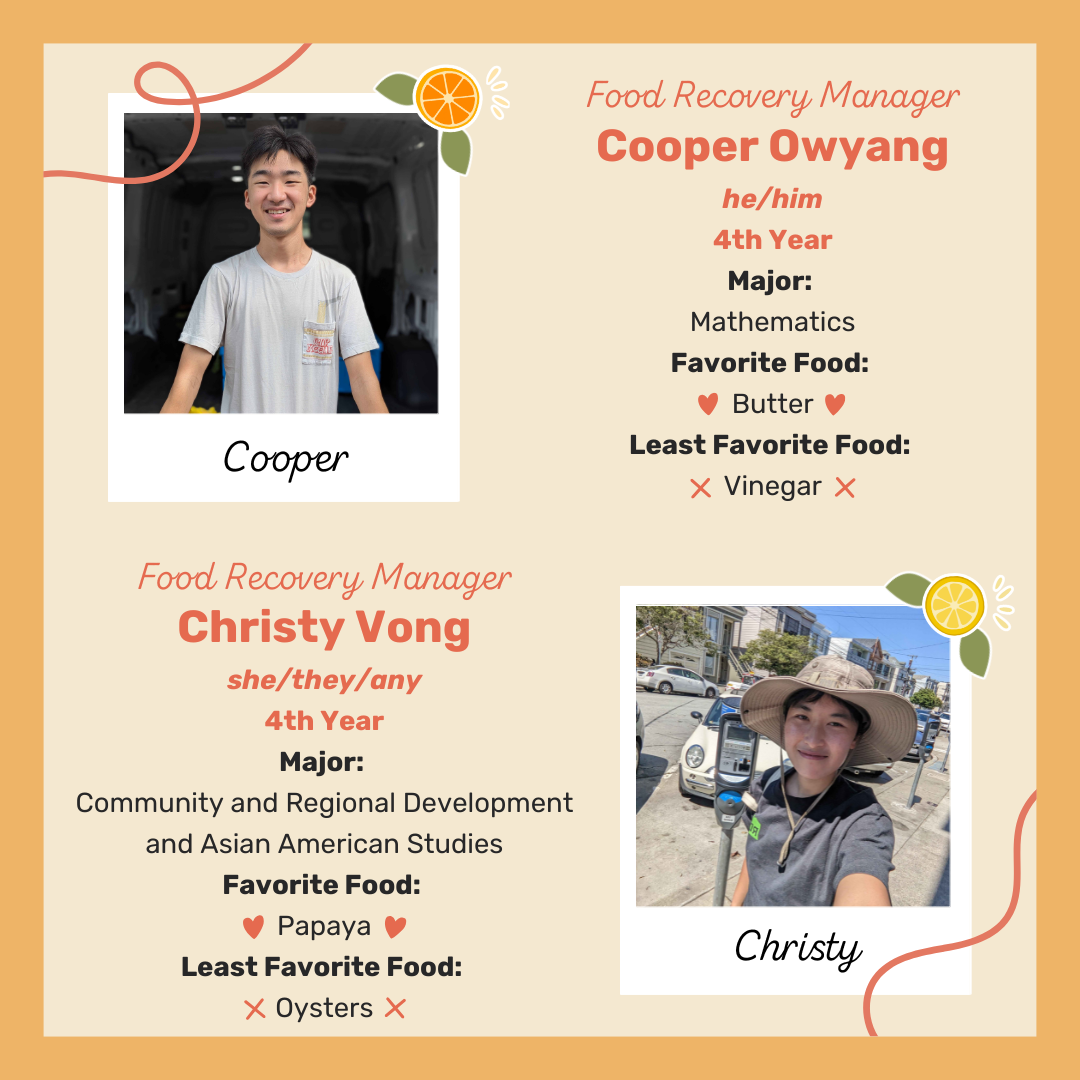 Food Recovery Manager
Cooper Owyang
he/him
4th Year
Major:
Mathematics
Favorite Food:
Butter
Least Favorite Food:
Vinegar
Cooper
Food Recovery Manager
Christy Vong
she/they/any
4th Year
Major:
Community and Regional Development
and Asian American Studies
Favorite Food:
Papaya
Least Favorite Food:
Oysters
Christy